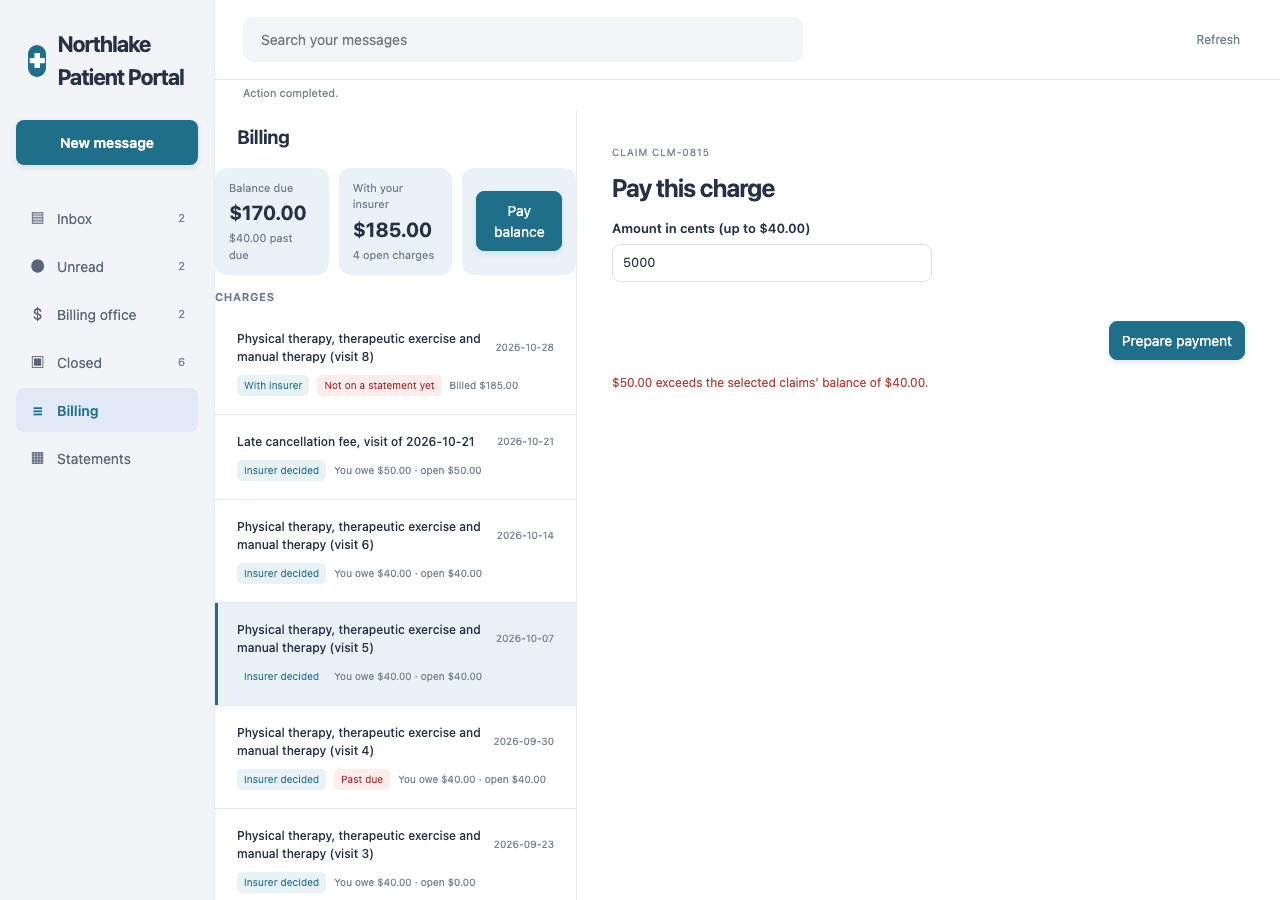 Northlake
Patient Portal
New message
Inbox 2
Unread 2
Billing office 2
Closed 6
Billing
Statements
Search your messages
Refresh
Action completed.
Billing
Balance due
$170.00
$40.00 past
due
With your
insurer
$185.00
4 open charges
Pay
balance
CHARGES
Physical therapy, therapeutic exercise and
manual therapy (visit 8)
2026-10-28
With insurer Not on a statement yet Billed $185.00
Late cancellation fee, visit of 2026-10-21 2026-10-21
Insurer decided You owe $50.00 · open $50.00
Physical therapy, therapeutic exercise and
manual therapy (visit 6)
2026-10-14
Insurer decided You owe $40.00 · open $40.00
Physical therapy, therapeutic exercise and
manual therapy (visit 5)
2026-10-07
Insurer decided You owe $40.00 · open $40.00
Physical therapy, therapeutic exercise and
manual therapy (visit 4)
2026-09-30
Insurer decided Past due You owe $40.00 · open $40.00
Physical therapy, therapeutic exercise and
manual therapy (visit 3)
2026-09-23
Insurer decided You owe $40.00 · open $0.00
CLAIM CLM-0815
Pay this charge
Amount in cents (up to $40.00)
5000
Prepare payment
$50.00 exceeds the selected claims' balance of $40.00.